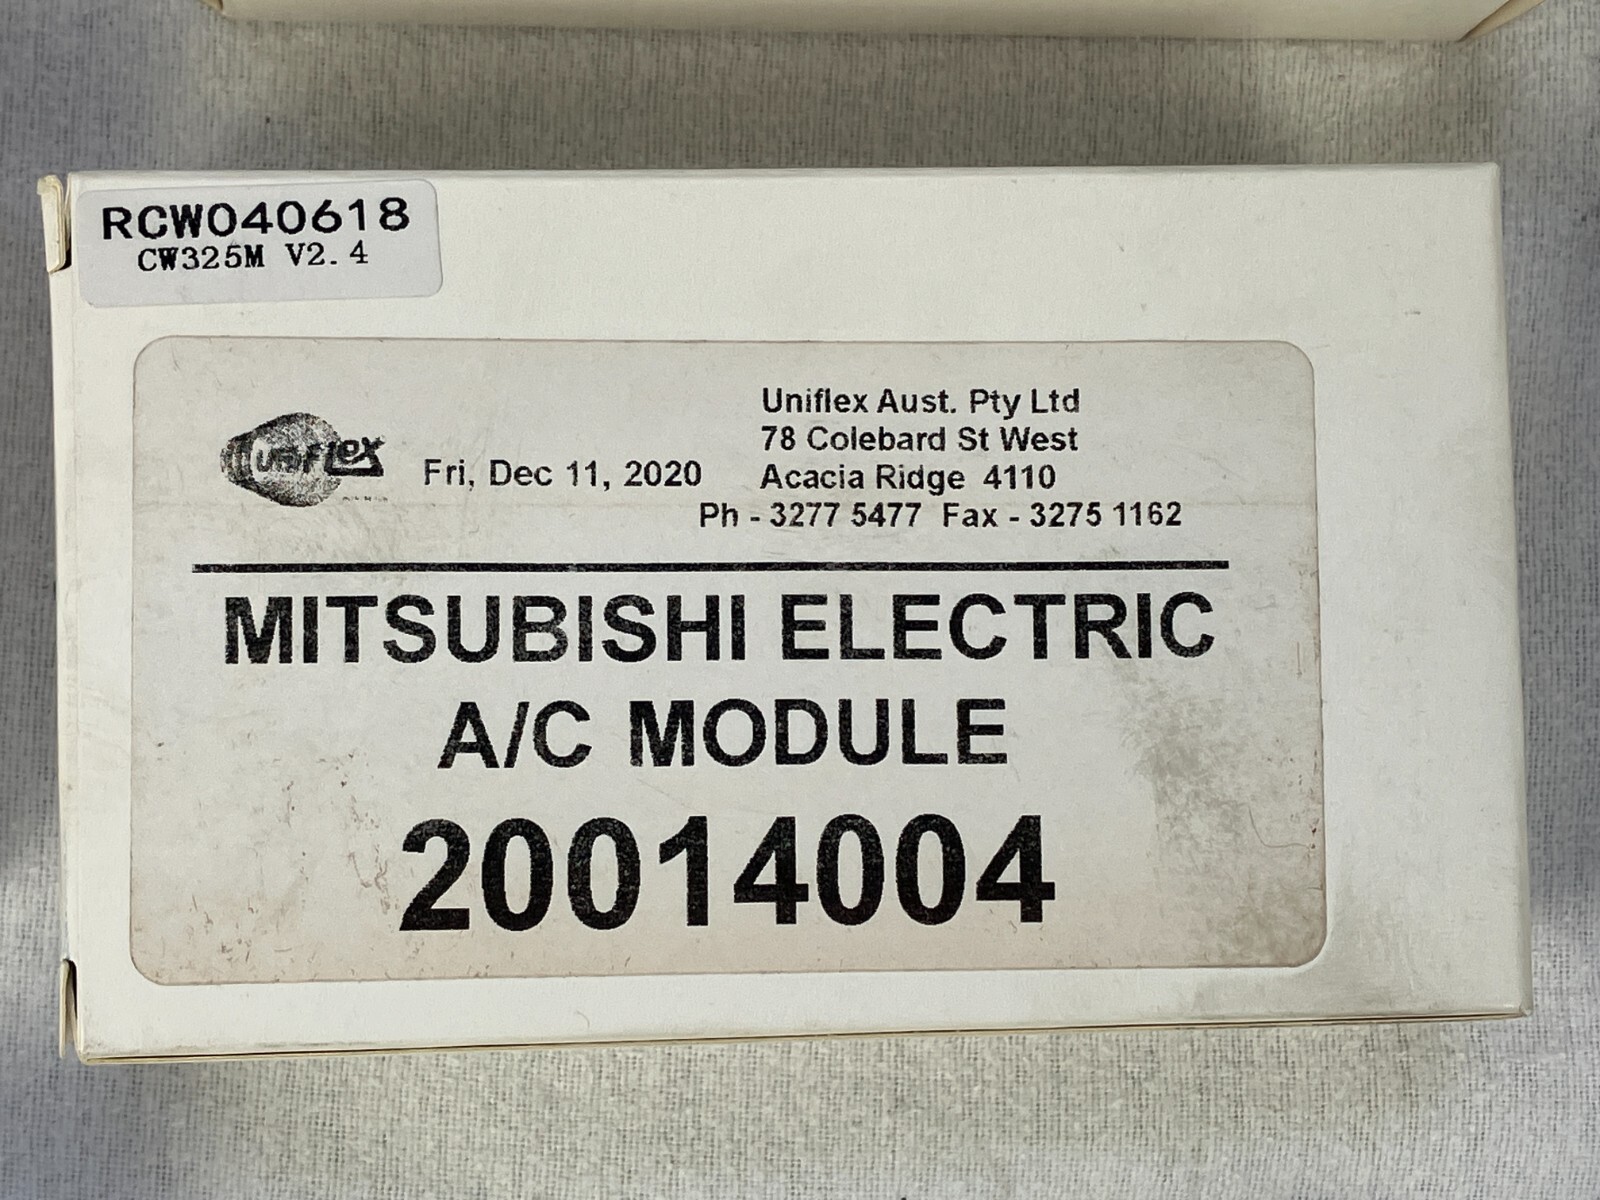 RCW040618
CW325M V2.4
Uniflex
Fri, Dec 11, 2020
Uniflex Aust. Pty Ltd
78 Colebard St West
Acacia Ridge 4110
Ph - 3277 5477 Fax - 3275 1162
MITSUBISHI ELECTRIC
A/C MODULE
20014004